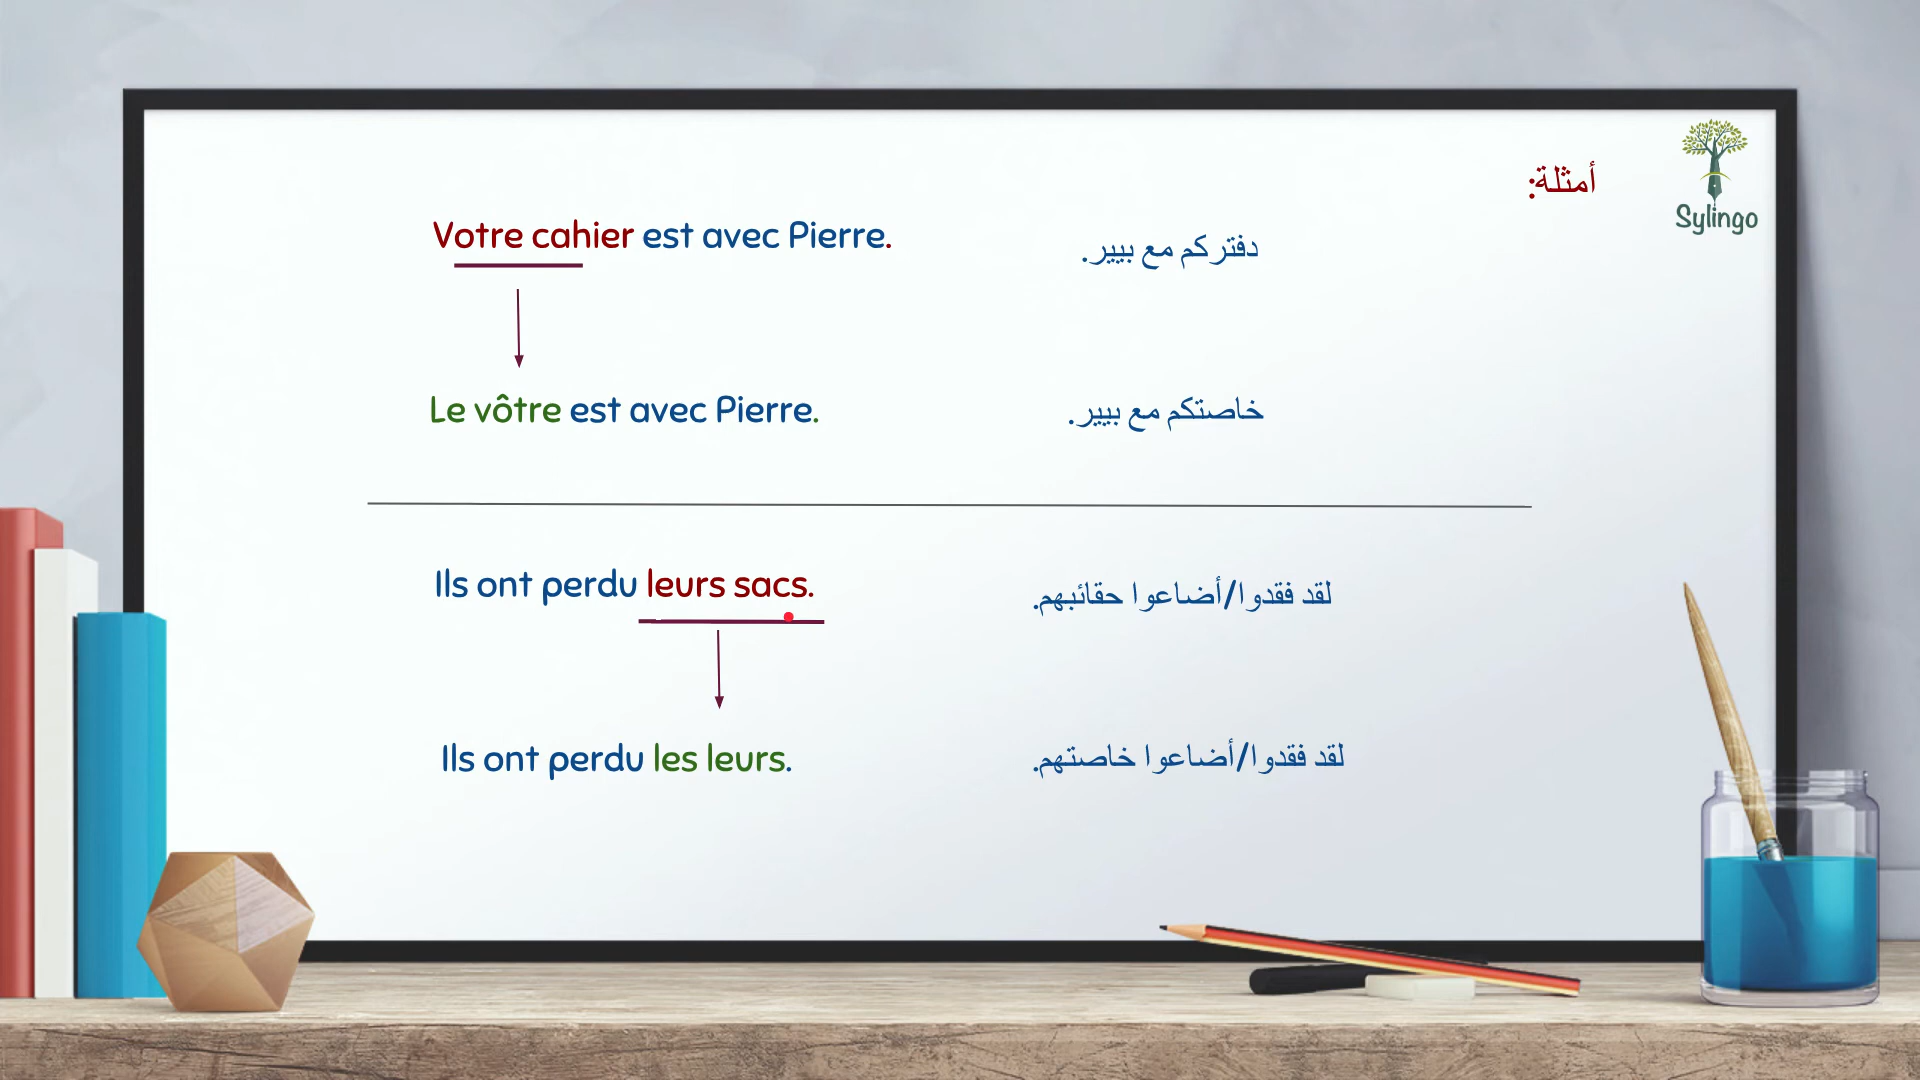 أمثلة:
Sylingo
Votre cahier est avec Pierre.
دفتركم مع بيير.
Le vôtre est avec Pierre.
خاصتكم مع بيير.
Ils ont perdu leurs sacs.
لقد فقدوا/أضاعوا حقائبهم.
Ils ont perdu les leurs.
لقد فقدوا/أضاعوا خاصتهم.